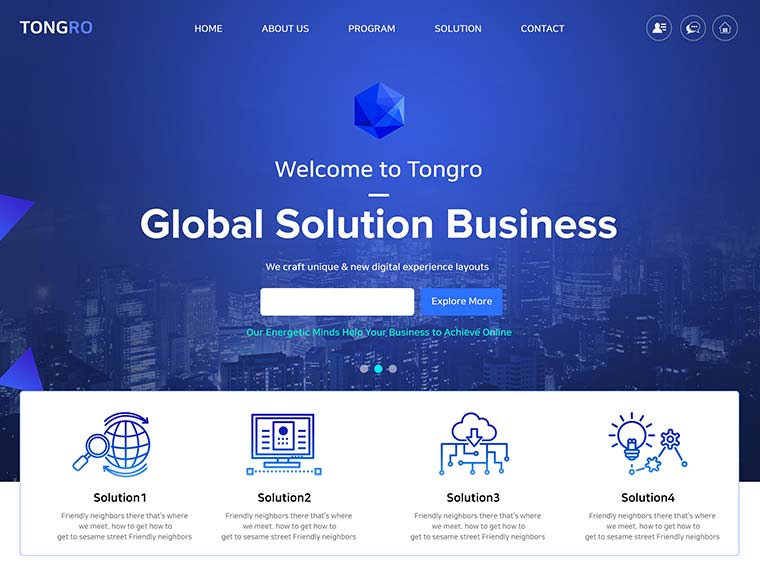 TONGRO
HOME
ABOUT US
PROGRAM
SOLUTION
CONTACT
Welcome to Tongro
Global Solution Business
We craft unique & new digital experience layouts
Explore More
Our Energetic Minds Help Your Business to Achieve Online
Solution1
Friendly neighbors there that's where
we meet, how to get how to
get to sesame street Friendly neighbors
Solution2
Friendly neighbors there that's where
we meet, how to get how to
get to sesame street Friendly neighbors
Solution3
Friendly neighbors there that's where
we meet, how to get how to
get to sesame street Friendly neighbors
Solution4
Friendly neighbors there that's where
we meet, how to get how to
get to sesame street Friendly neighbors